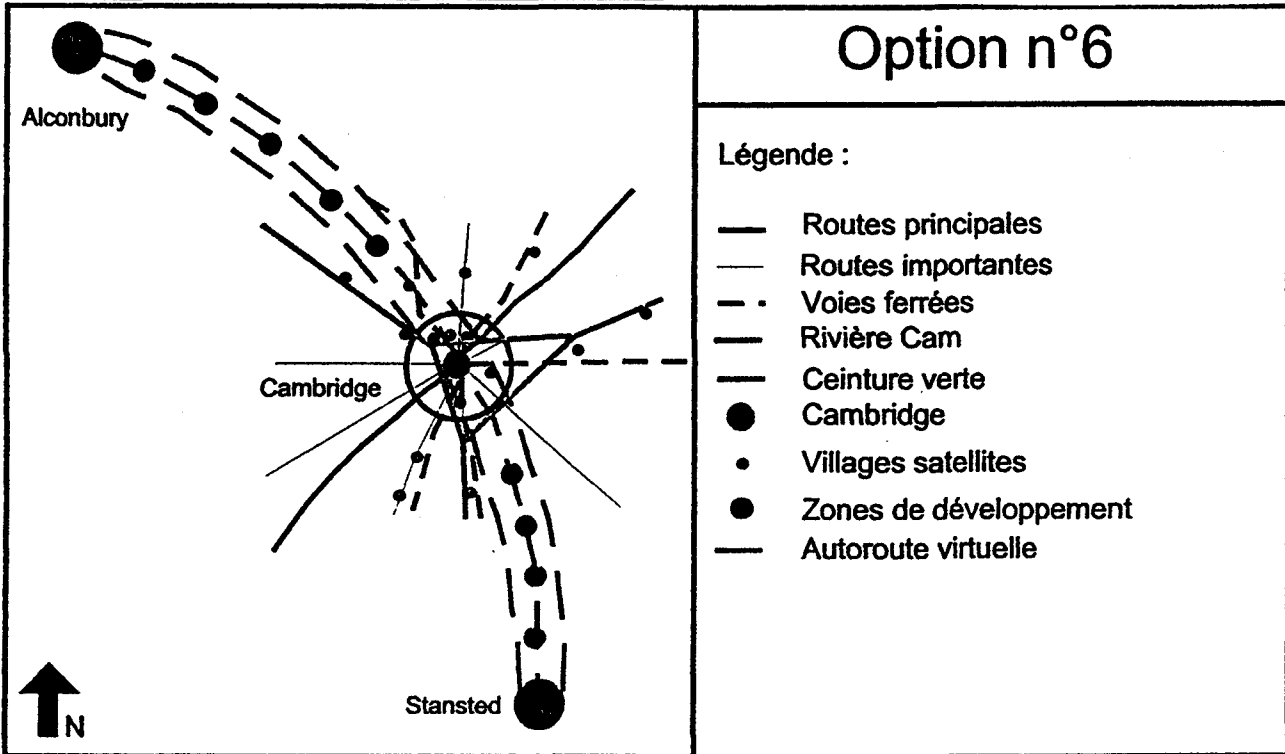 Option n°6
Légende :
Routes principales
Routes importantes
Voies ferrées
Rivière Cam
Ceinture verte
Cambridge
Villages satellites
Zones de développement
Autoroute virtuelle
Alconbury
Cambridge
Stansted
N